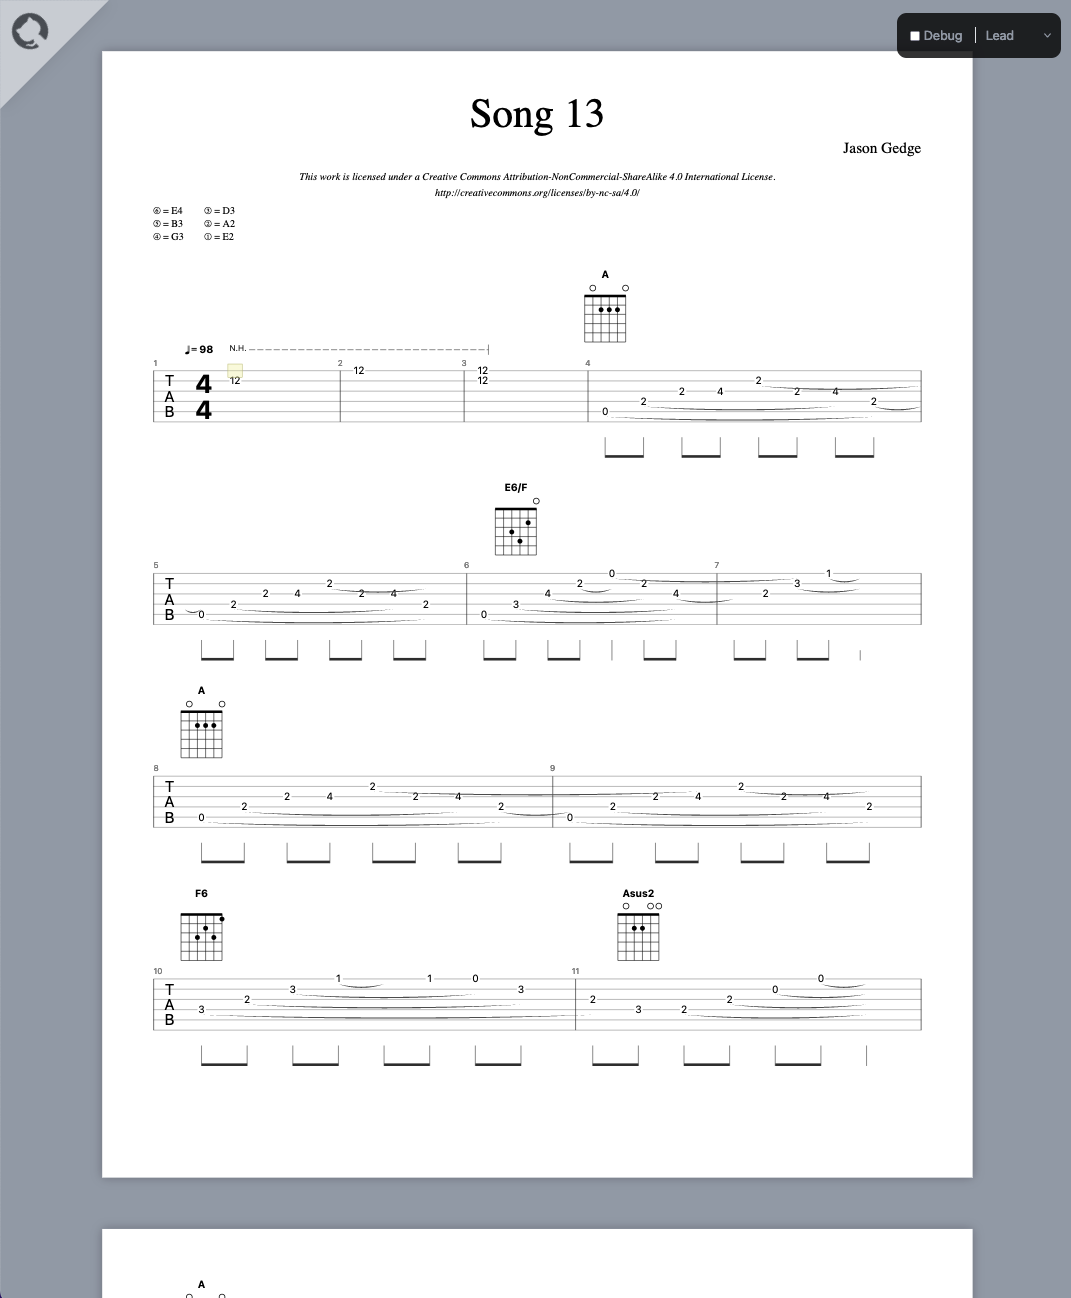 Debug Lead
Song 13
Jason Gedge
This work is licensed under a Creative Commons Attribution-NonCommercial-ShareAlike 4.0 International License.
http://creativecommons.org/licenses/by-nc-sa/4.0/
⑥ = E4 ③ = D3
⑤ = B3 ② = A2
④ = G3 ① = E2
A
♩= 98 N.H.
1 2 3 4
T A B 4 4 12 12 12 12 0 2 2 4 2 2 4 2
E6/F
5 6 7
T A B 0 2 2 4 2 2 4 2 0 3 4 2 0 2 4 2 3 1
A
8 9
T A B 0 2 2 4 2 2 4 2 0 2 2 4 2 2 4 2
F6 Asus2
10 11
T A B 3 2 3 1 1 0 3 2 3 2 2 0 0
A